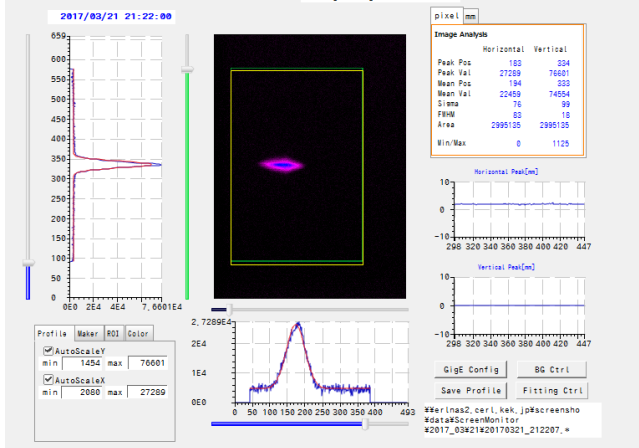 2017/03/21 21:22:00
659
600
550
500
450
400
350
300
250
200
150
100
50
0
0E0 2E4 4E4 7,6601E4
2,7289E4
2E4
1E4
0E0
0 50 100 150 200 250 300 350 400 493
Profile Maker ROI Color
AutoScaleY
min 1454 max 76601
AutoScaleX
min 2080 max 27289
pixel mm
Image Analysis
Horizontal Vertical
Peak Pos 183 334
Peak Val 27289 76601
Mean Pos 194 333
Mean Val 22459 74554
Sigma 76 99
FWHM 83 18
Area 2995135 2995135
Min/Max 0 1125
Horizontal Peak[mm]
10
-10
298 320 340 360 380 400 420 447
Vertical Peak[mm]
10
-10
298 320 340 360 380 400 420 447
GigE Config BG Ctrl
Save Profile Fitting Ctrl
¥¥erlnas2.cerl.kek.jp¥screensho
¥data¥ScreenMonitor
¥2017_03¥21¥20170321_212207.*